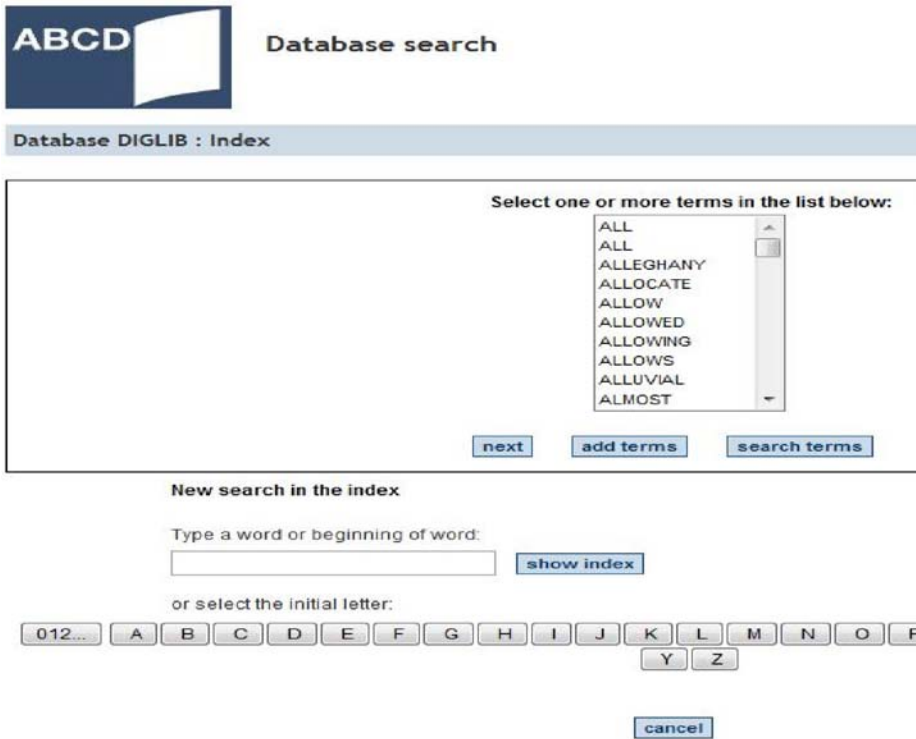 ABCD
Database search
Database DIGLIB : Index
Select one or more terms in the list below:
ALL
ALL
ALLEGHANY
ALLOCATE
ALLOW
ALLOWED
ALLOWING
ALLOWS
ALLUVIAL
ALMOST
next add terms search terms
New search in the index
Type a word or beginning of word:
show index
or select the initial letter:
012... A B C D E F G H I J K L M N O
Y Z
cancel